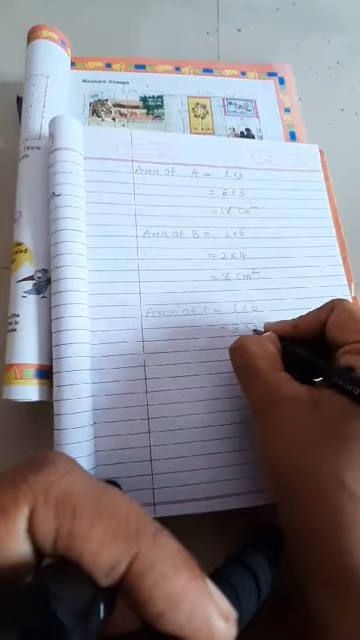 Measure Stamps
Area of A = l × b
= 6 × 3
= 18 cm²
Area of B = l × b
= 2 × 4
= 8 cm²
Area of C = l × b